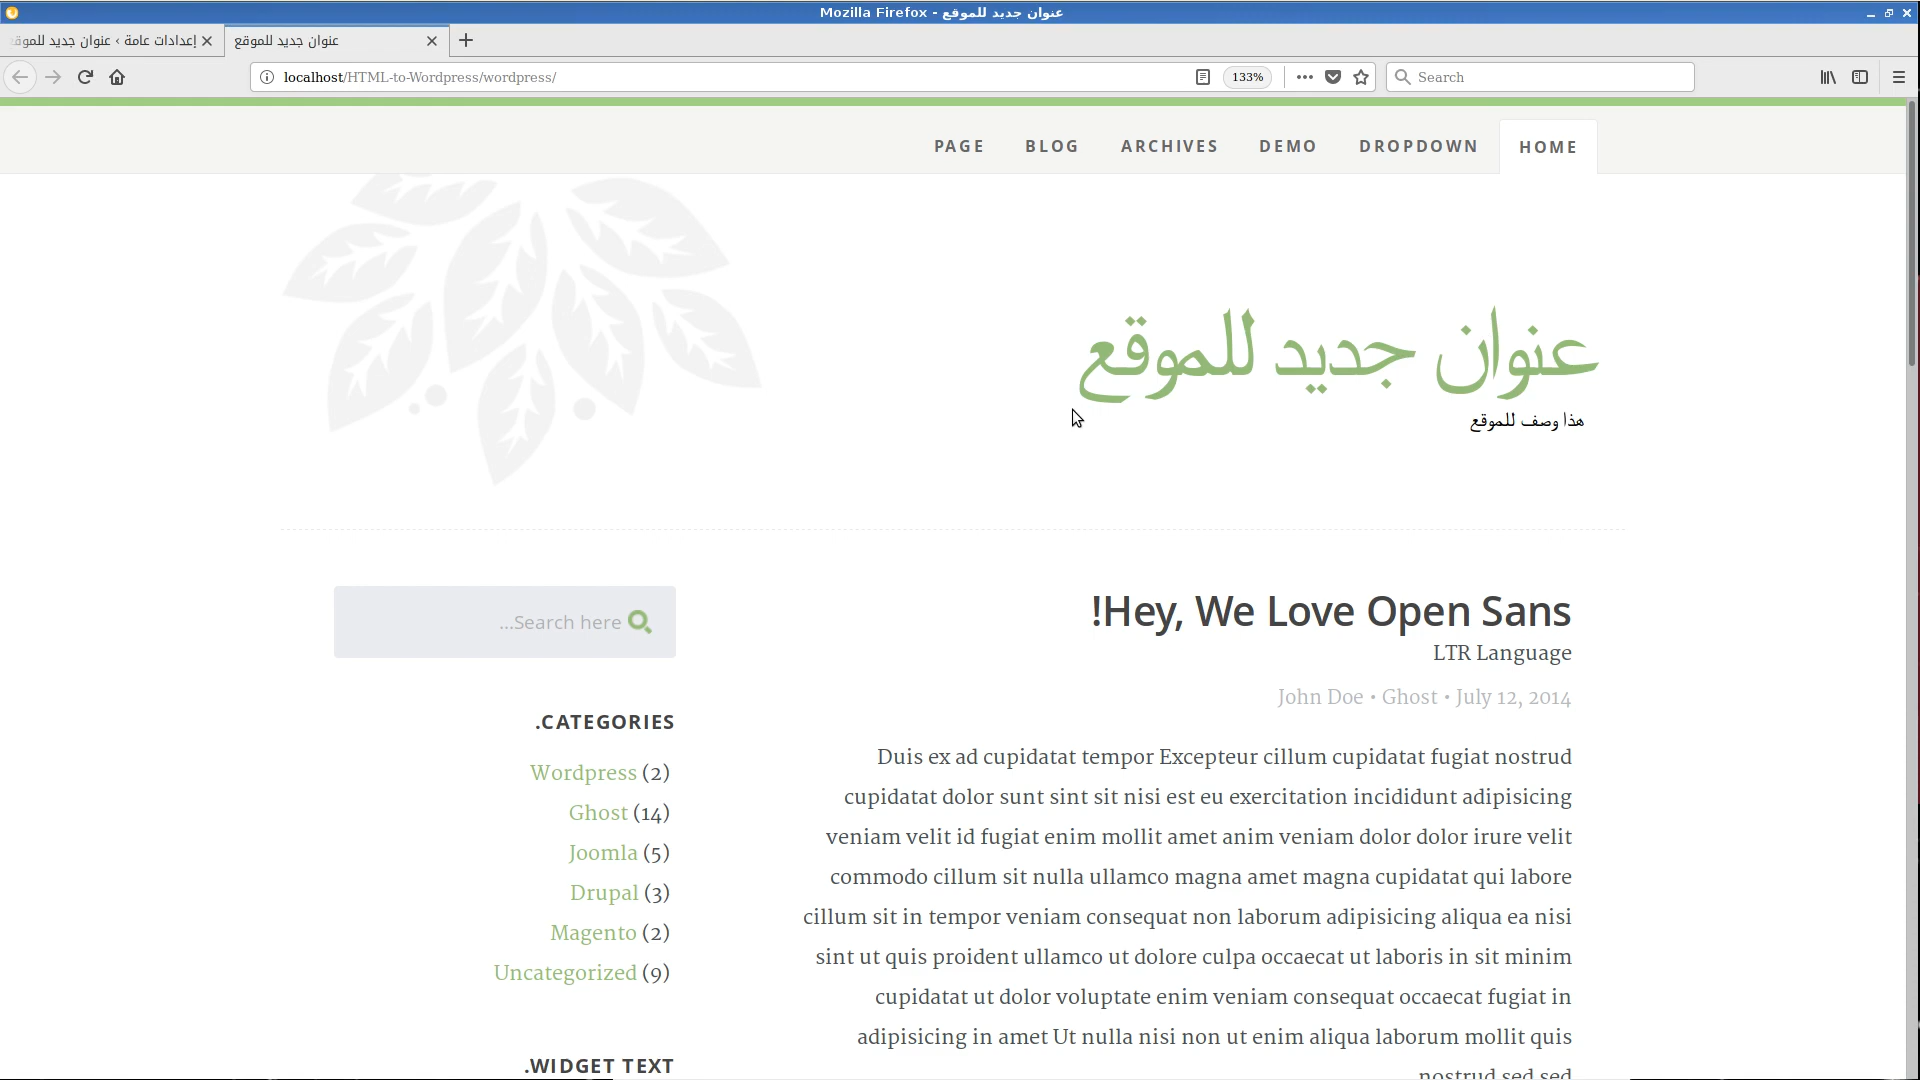 عنوان جديد للموقع - Mozilla Firefox
إعدادات عامة ‹ عنوان جديد للموقع
عنوان جديد للموقع
localhost/HTML-to-Wordpress/wordpress/
133%
Search
PAGE
BLOG
ARCHIVES
DEMO
DROPDOWN
HOME
عنوان جديد للموقع
هذا وصف للموقع
Search here...
Hey, We Love Open Sans!
LTR Language
John Doe • Ghost • July 12, 2014
Duis ex ad cupidatat tempor Excepteur cillum cupidatat fugiat nostrud
cupidatat dolor sunt sint sit nisi est eu exercitation incididunt adipisicing
veniam velit id fugiat enim mollit amet anim veniam dolor dolor irure velit
commodo cillum sit nulla ullamco magna amet magna cupidatat qui labore
cillum sit in tempor veniam consequat non laborum adipisicing aliqua ea nisi
sint ut quis proident ullamco ut dolore culpa occaecat ut laboris in sit minim
cupidatat ut dolor voluptate enim veniam consequat occaecat fugiat in
adipisicing in amet Ut nulla nisi non ut enim aliqua laborum mollit quis
nostrud sed sed
CATEGORIES.
Wordpress (2)
Ghost (14)
Joomla (5)
Drupal (3)
Magento (2)
Uncategorized (9)
WIDGET TEXT.